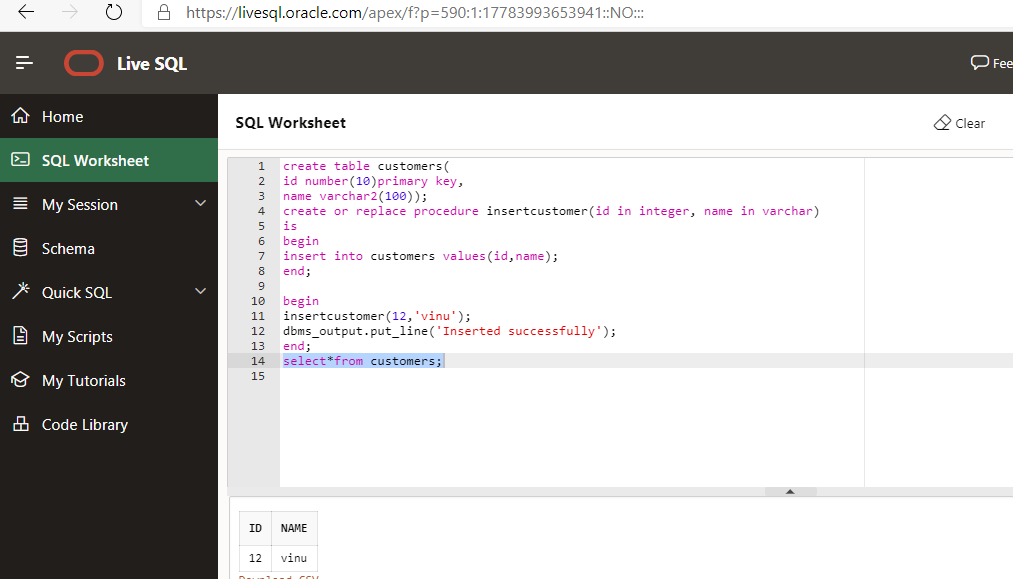 https://livesql.oracle.com/apex/f?p=590:1:17783993653941::NO:::
Live SQL
Fee
Home
SQL Worksheet
My Session
Schema
Quick SQL
My Scripts
My Tutorials
Code Library
SQL Worksheet
Clear
1 create table customers(
2 id number(10)primary key,
3 name varchar2(100));
4 create or replace procedure insertcustomer(id in integer, name in varchar)
5 is
6 begin
7 insert into customers values(id,name);
8 end;
9
10 begin
11 insertcustomer(12,'vinu');
12 dbms_output.put_line('Inserted successfully');
13 end;
14 select*from customers;
15
ID NAME
12 vinu
Download CSV